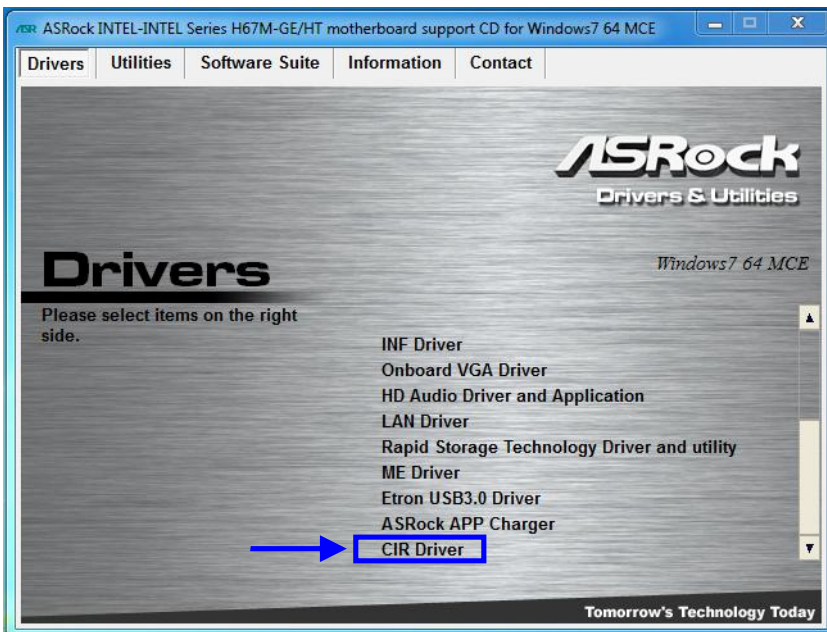 ASRock INTEL-INTEL Series H67M-GE/HT motherboard support CD for Windows7 64 MCE
Drivers Utilities Software Suite Information Contact
ASRock
Drivers & Utilities
Drivers
Windows7 64 MCE
Please select items on the right
side.
INF Driver
Onboard VGA Driver
HD Audio Driver and Application
LAN Driver
Rapid Storage Technology Driver and utility
ME Driver
Etron USB3.0 Driver
ASRock APP Charger
CIR Driver
Tomorrow's Technology Today